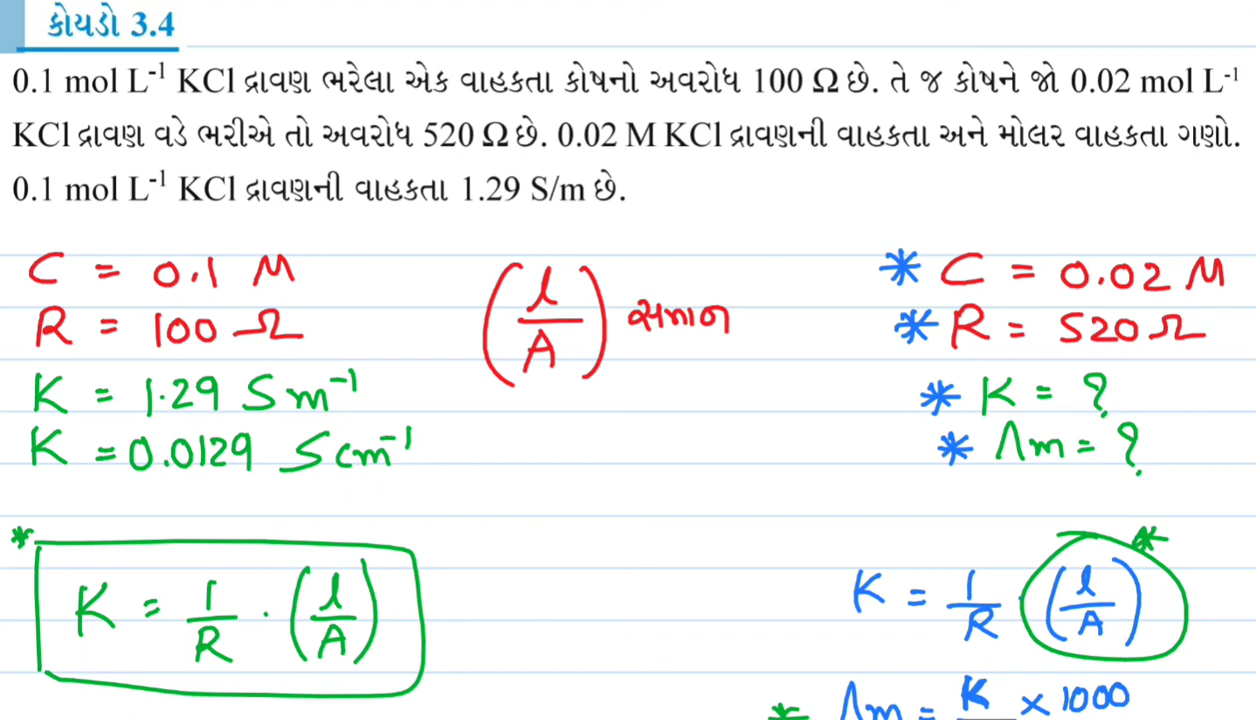 કોયડો 3.4
0.1 mol L⁻¹ KCl દ્રાવણ ભરેલા એક વાહકતા કોષનો અવરોધ 100 Ω છે. તે જ કોષને જો 0.02 mol L⁻¹
KCl દ્રાવણ વડે ભરીએ તો અવરોધ 520 Ω છે. 0.02 M KCl દ્રાવણની વાહકતા અને મોલર વાહકતા ગણો.
0.1 mol L⁻¹ KCl દ્રાવણની વાહકતા 1.29 S/m છે.
C = 0.1 M
R = 100 Ω
K = 1.29 S m⁻¹
K = 0.0129 S cm⁻¹
(l/A) સમાન
* C = 0.02 M
* R = 520 Ω
* K = ?
* Λm = ?
* K = 1/R · (l/A)
K = 1/R (l/A) *
* Λm = K × 1000